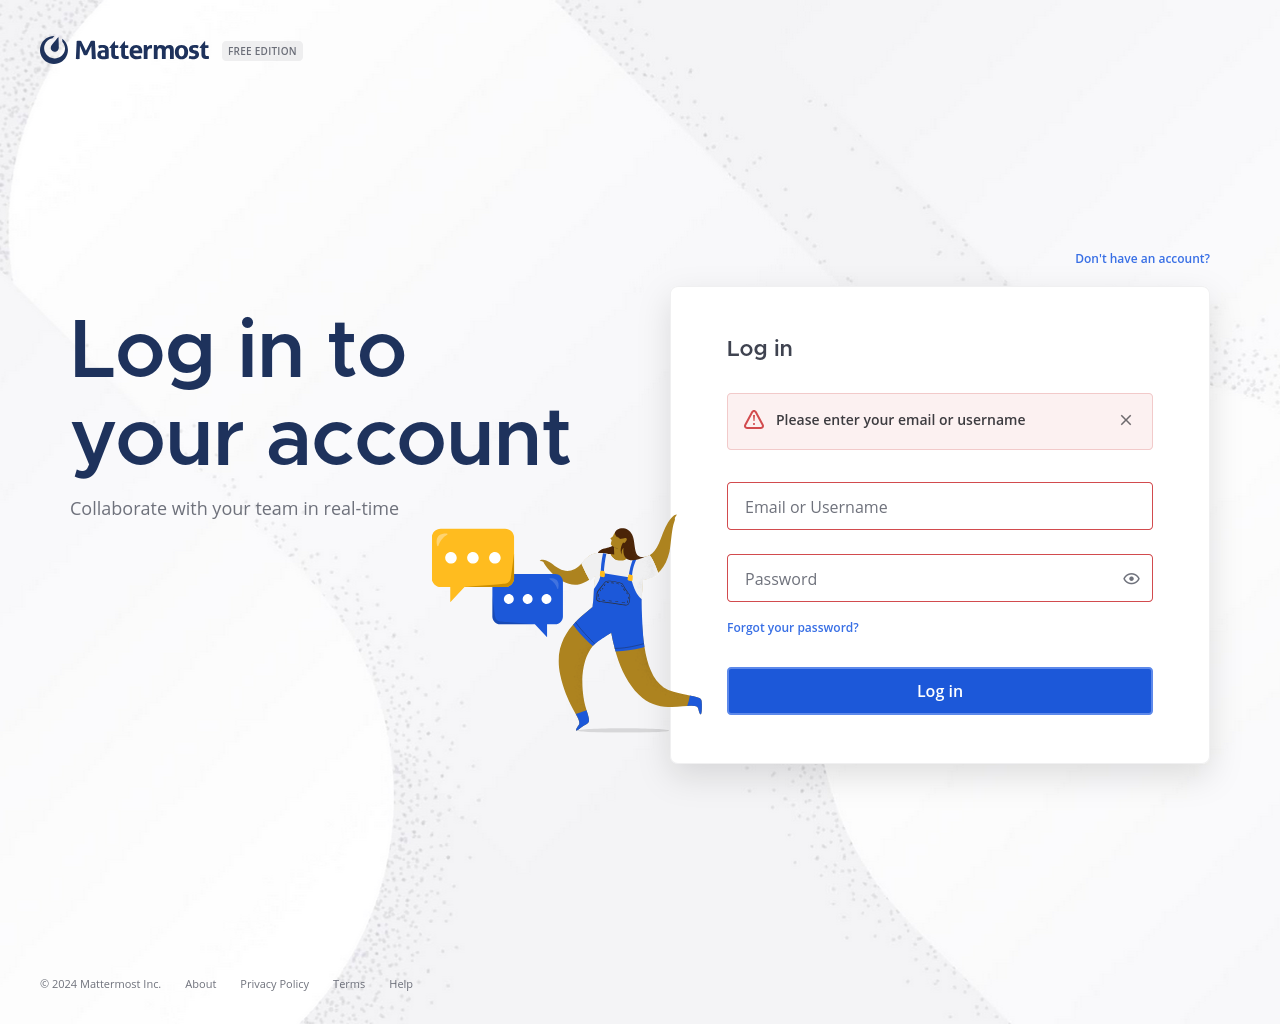 Mattermost FREE EDITION
Don't have an account?
Log in to
your account
Collaborate with your team in real-time
Log in
Please enter your email or username
Email or Username
Password
Forgot your password?
Log in
© 2024 Mattermost Inc. About Privacy Policy Terms Help